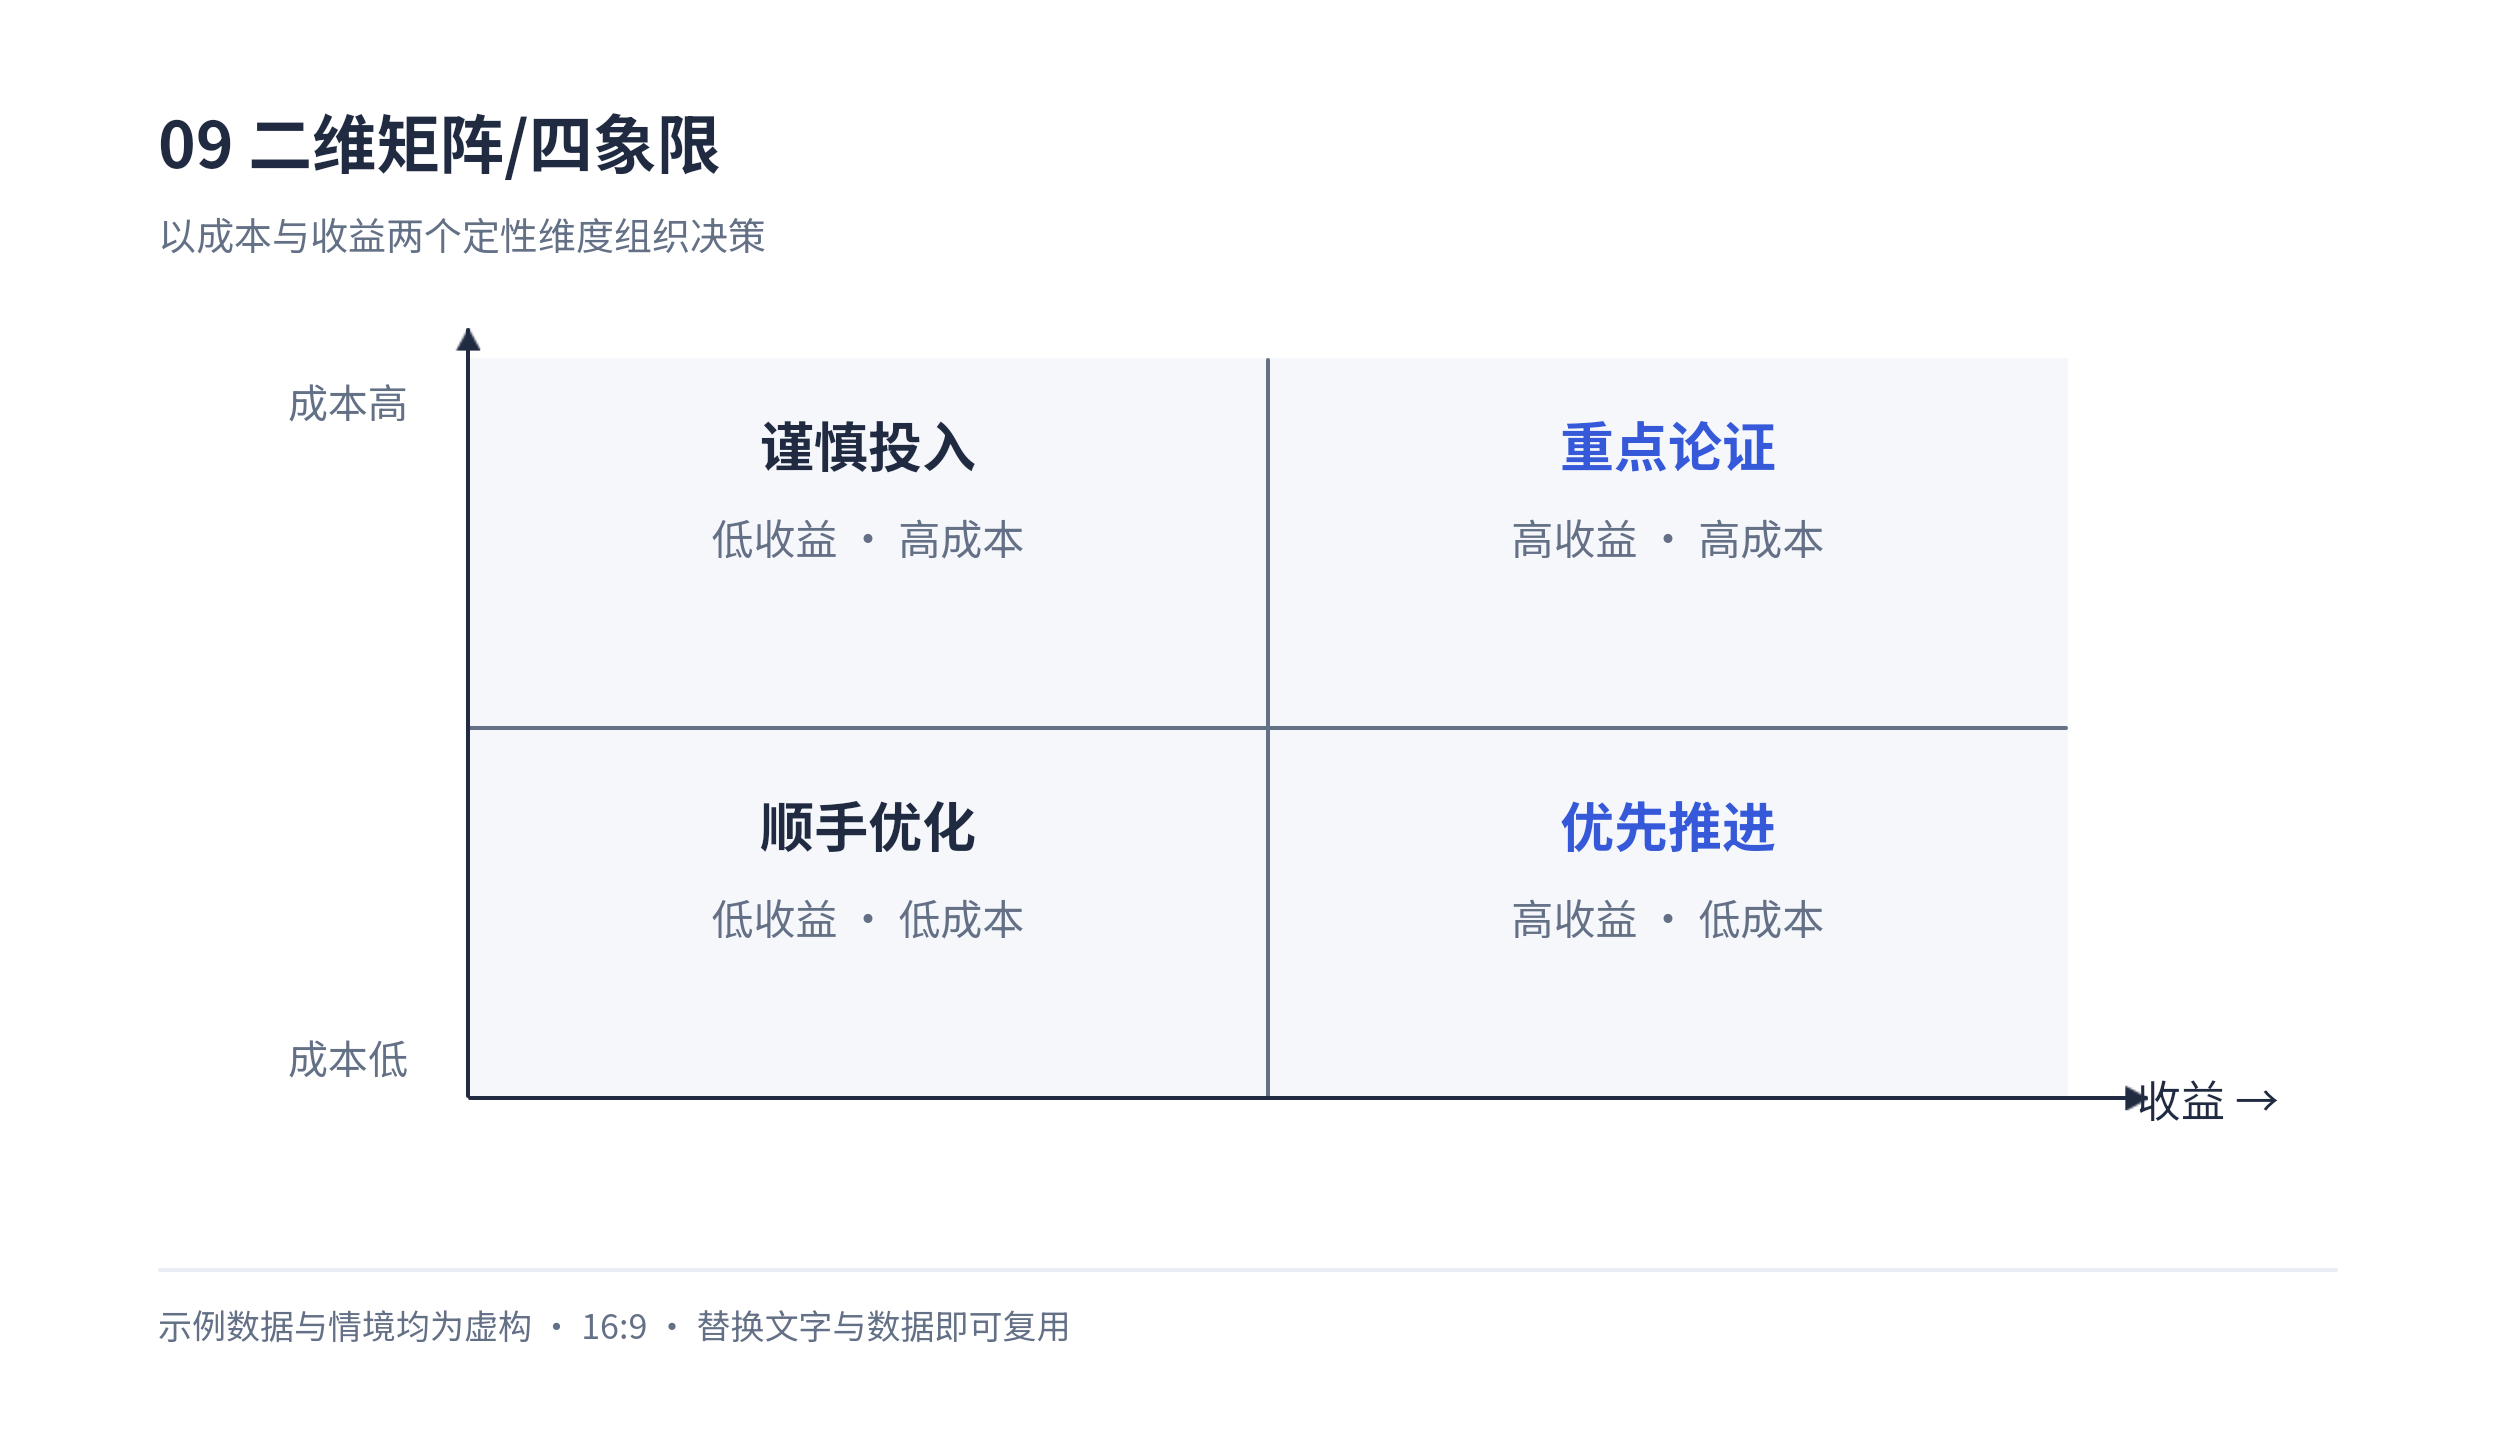 09 二维矩阵/四象限
以成本与收益两个定性维度组织决策
成本高
谨慎投入
低收益 · 高成本
重点论证
高收益 · 高成本
顺手优化
低收益 · 低成本
优先推进
高收益 · 低成本
成本低
收益 →
示例数据与情境均为虚构 · 16:9 · 替换文字与数据即可复用